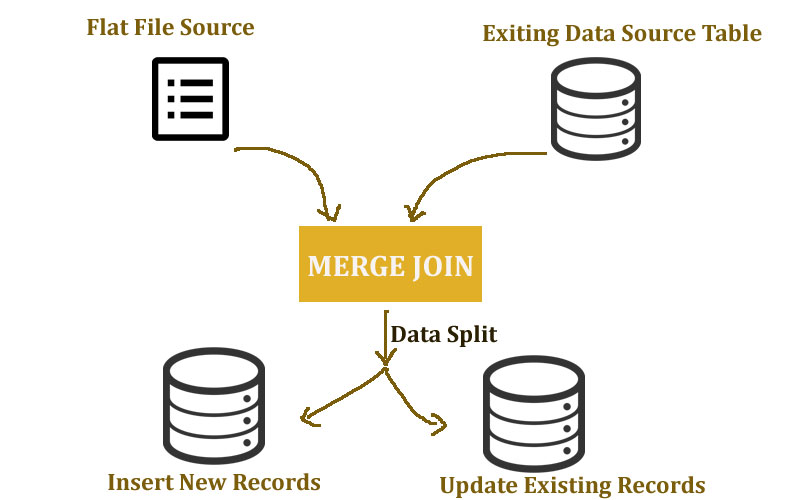 Flat File Source
Exiting Data Source Table
MERGE JOIN
Data Split
Insert New Records
Update Existing Records